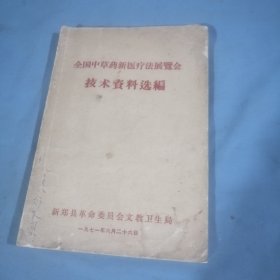 全国中草药新医疗法展覽会
技术資料选編
新郑县革命委员会文教卫生局
一九七一年六月二十六日